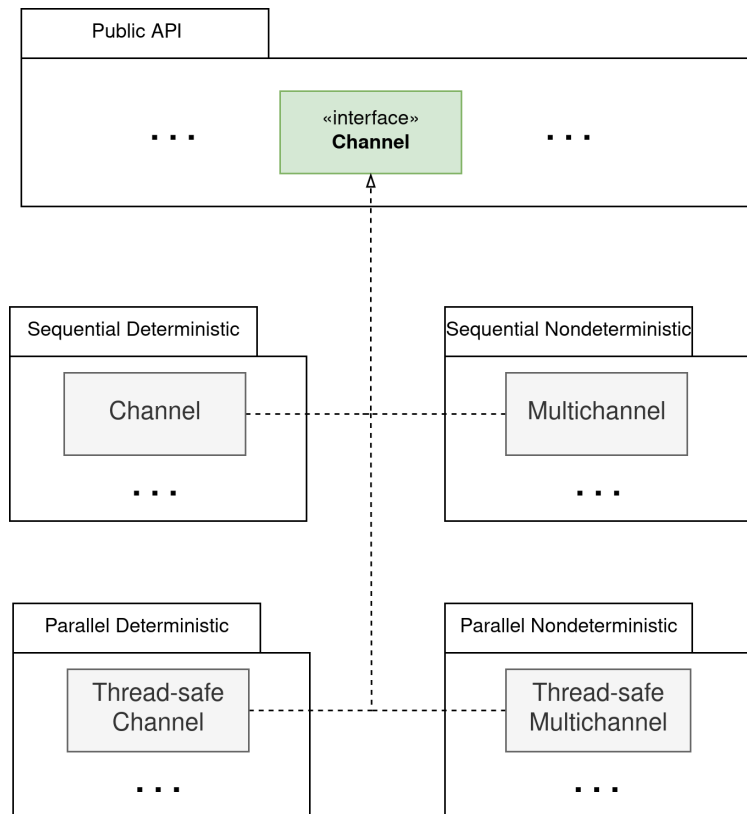 Public API
. . .
«interface»
Channel
. . .
Sequential Deterministic
Channel
. . .
Sequential Nondeterministic
Multichannel
. . .
Parallel Deterministic
Thread-safe
Channel
. . .
Parallel Nondeterministic
Thread-safe
Multichannel
. . .